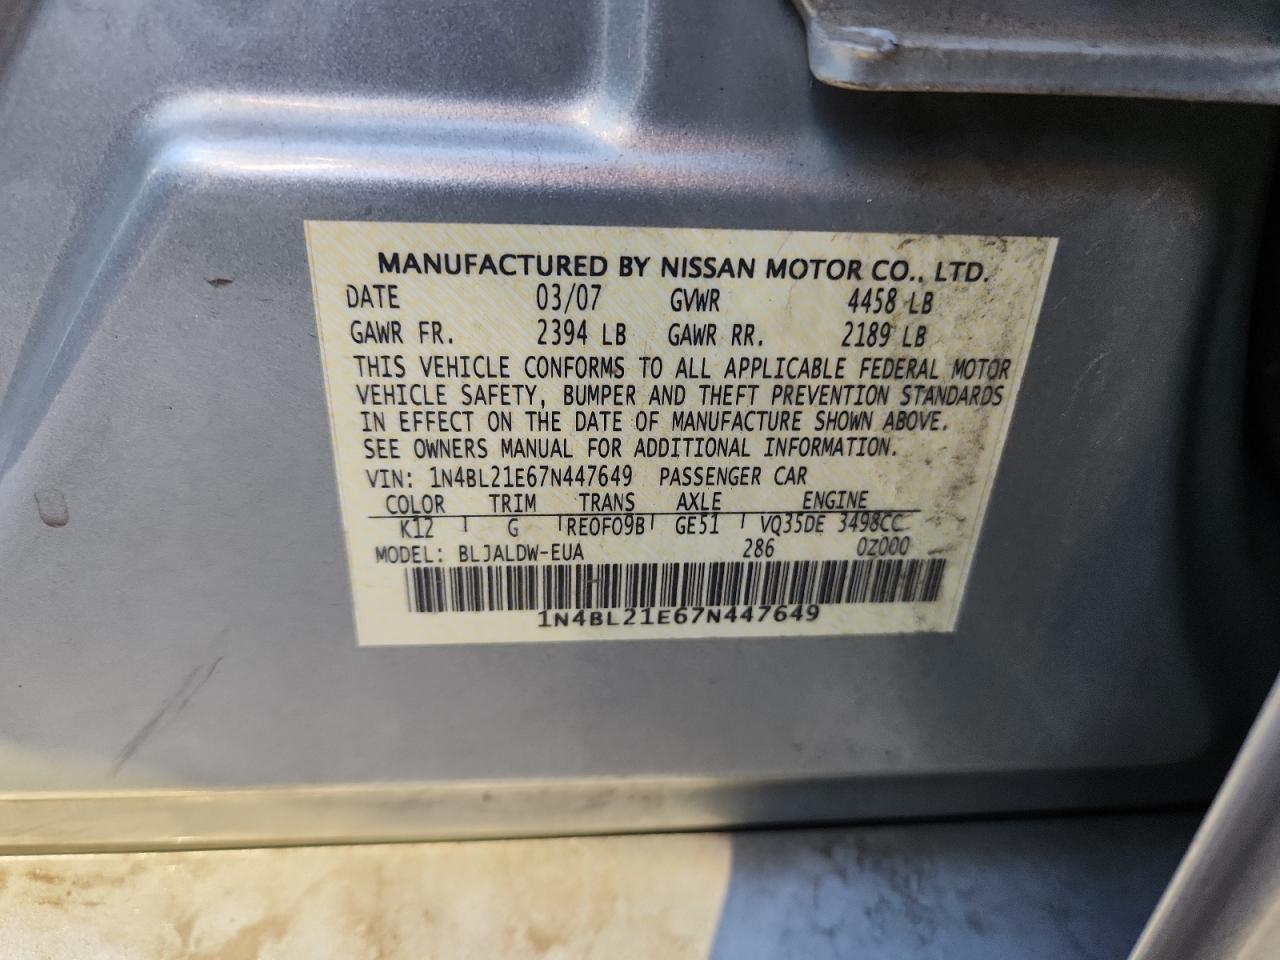 MANUFACTURED BY NISSAN MOTOR CO., LTD.
DATE 03/07 GVWR 4458 LB
GAWR FR. 2394 LB GAWR RR. 2189 LB
THIS VEHICLE CONFORMS TO ALL APPLICABLE FEDERAL MOTOR
VEHICLE SAFETY, BUMPER AND THEFT PREVENTION STANDARDS
IN EFFECT ON THE DATE OF MANUFACTURE SHOWN ABOVE.
SEE OWNERS MANUAL FOR ADDITIONAL INFORMATION.
VIN: 1N4BL21E67N447649 PASSENGER CAR
COLOR TRIM TRANS AXLE ENGINE
K12 G RE0F09B GE51 VQ35DE 3498CC
MODEL: BLJALDW-EUA 286 0Z000
1N4BL21E67N447649